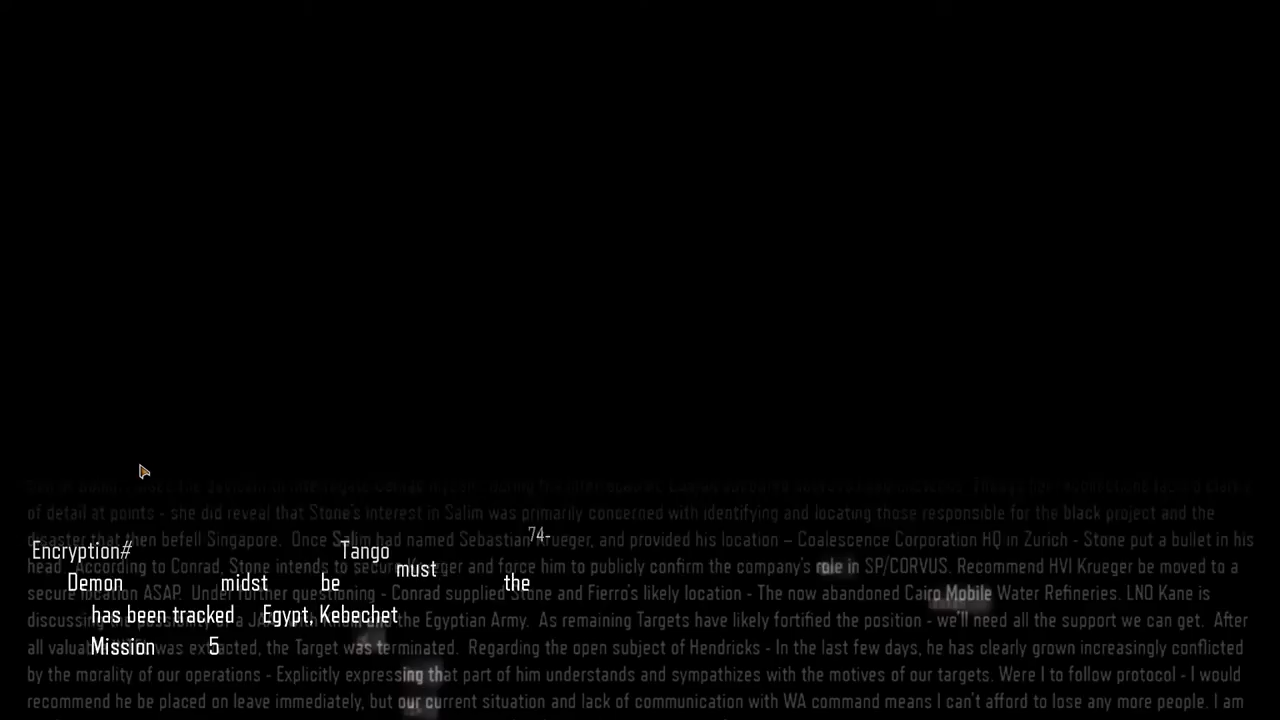 of detail at points - she did reveal that Stone's interest in Salim was primarily concerned with identifying and locating those responsible for the black project and the
disaster that then befell Singapore. Once Salim had named Sebastian Krueger, and provided his location – Coalescence Corporation HQ in Zurich - Stone put a bullet in his
head. According to Conrad, Stone intends to secure Krueger and force him to publicly confirm the company's role in SP/CORVUS. Recommend HVI Krueger be moved to a
secure location ASAP. Under further questioning - Conrad supplied Stone and Fierro's likely location - The now abandoned Cairo Mobile Water Refineries. LNO Kane is
discussing the possibility of a the Egyptian Army. As remaining Targets have likely fortified the position - we'll need all the support we can get. After
all was extracted, the Target was terminated. Regarding the open subject of Hendricks - In the last few days, he has clearly grown increasingly conflicted
by the morality of our operations - Explicitly expressing that part of him understands and sympathizes with the motives of our targets. Were I to follow protocol - I would
recommend he be placed on leave immediately, but our current situation and lack of communication with WA command means I can't afford to lose any more people. I am
74-
Encryption# Tango
must
Demon midst be the
has been tracked Egypt, Kebechet
Mission 5